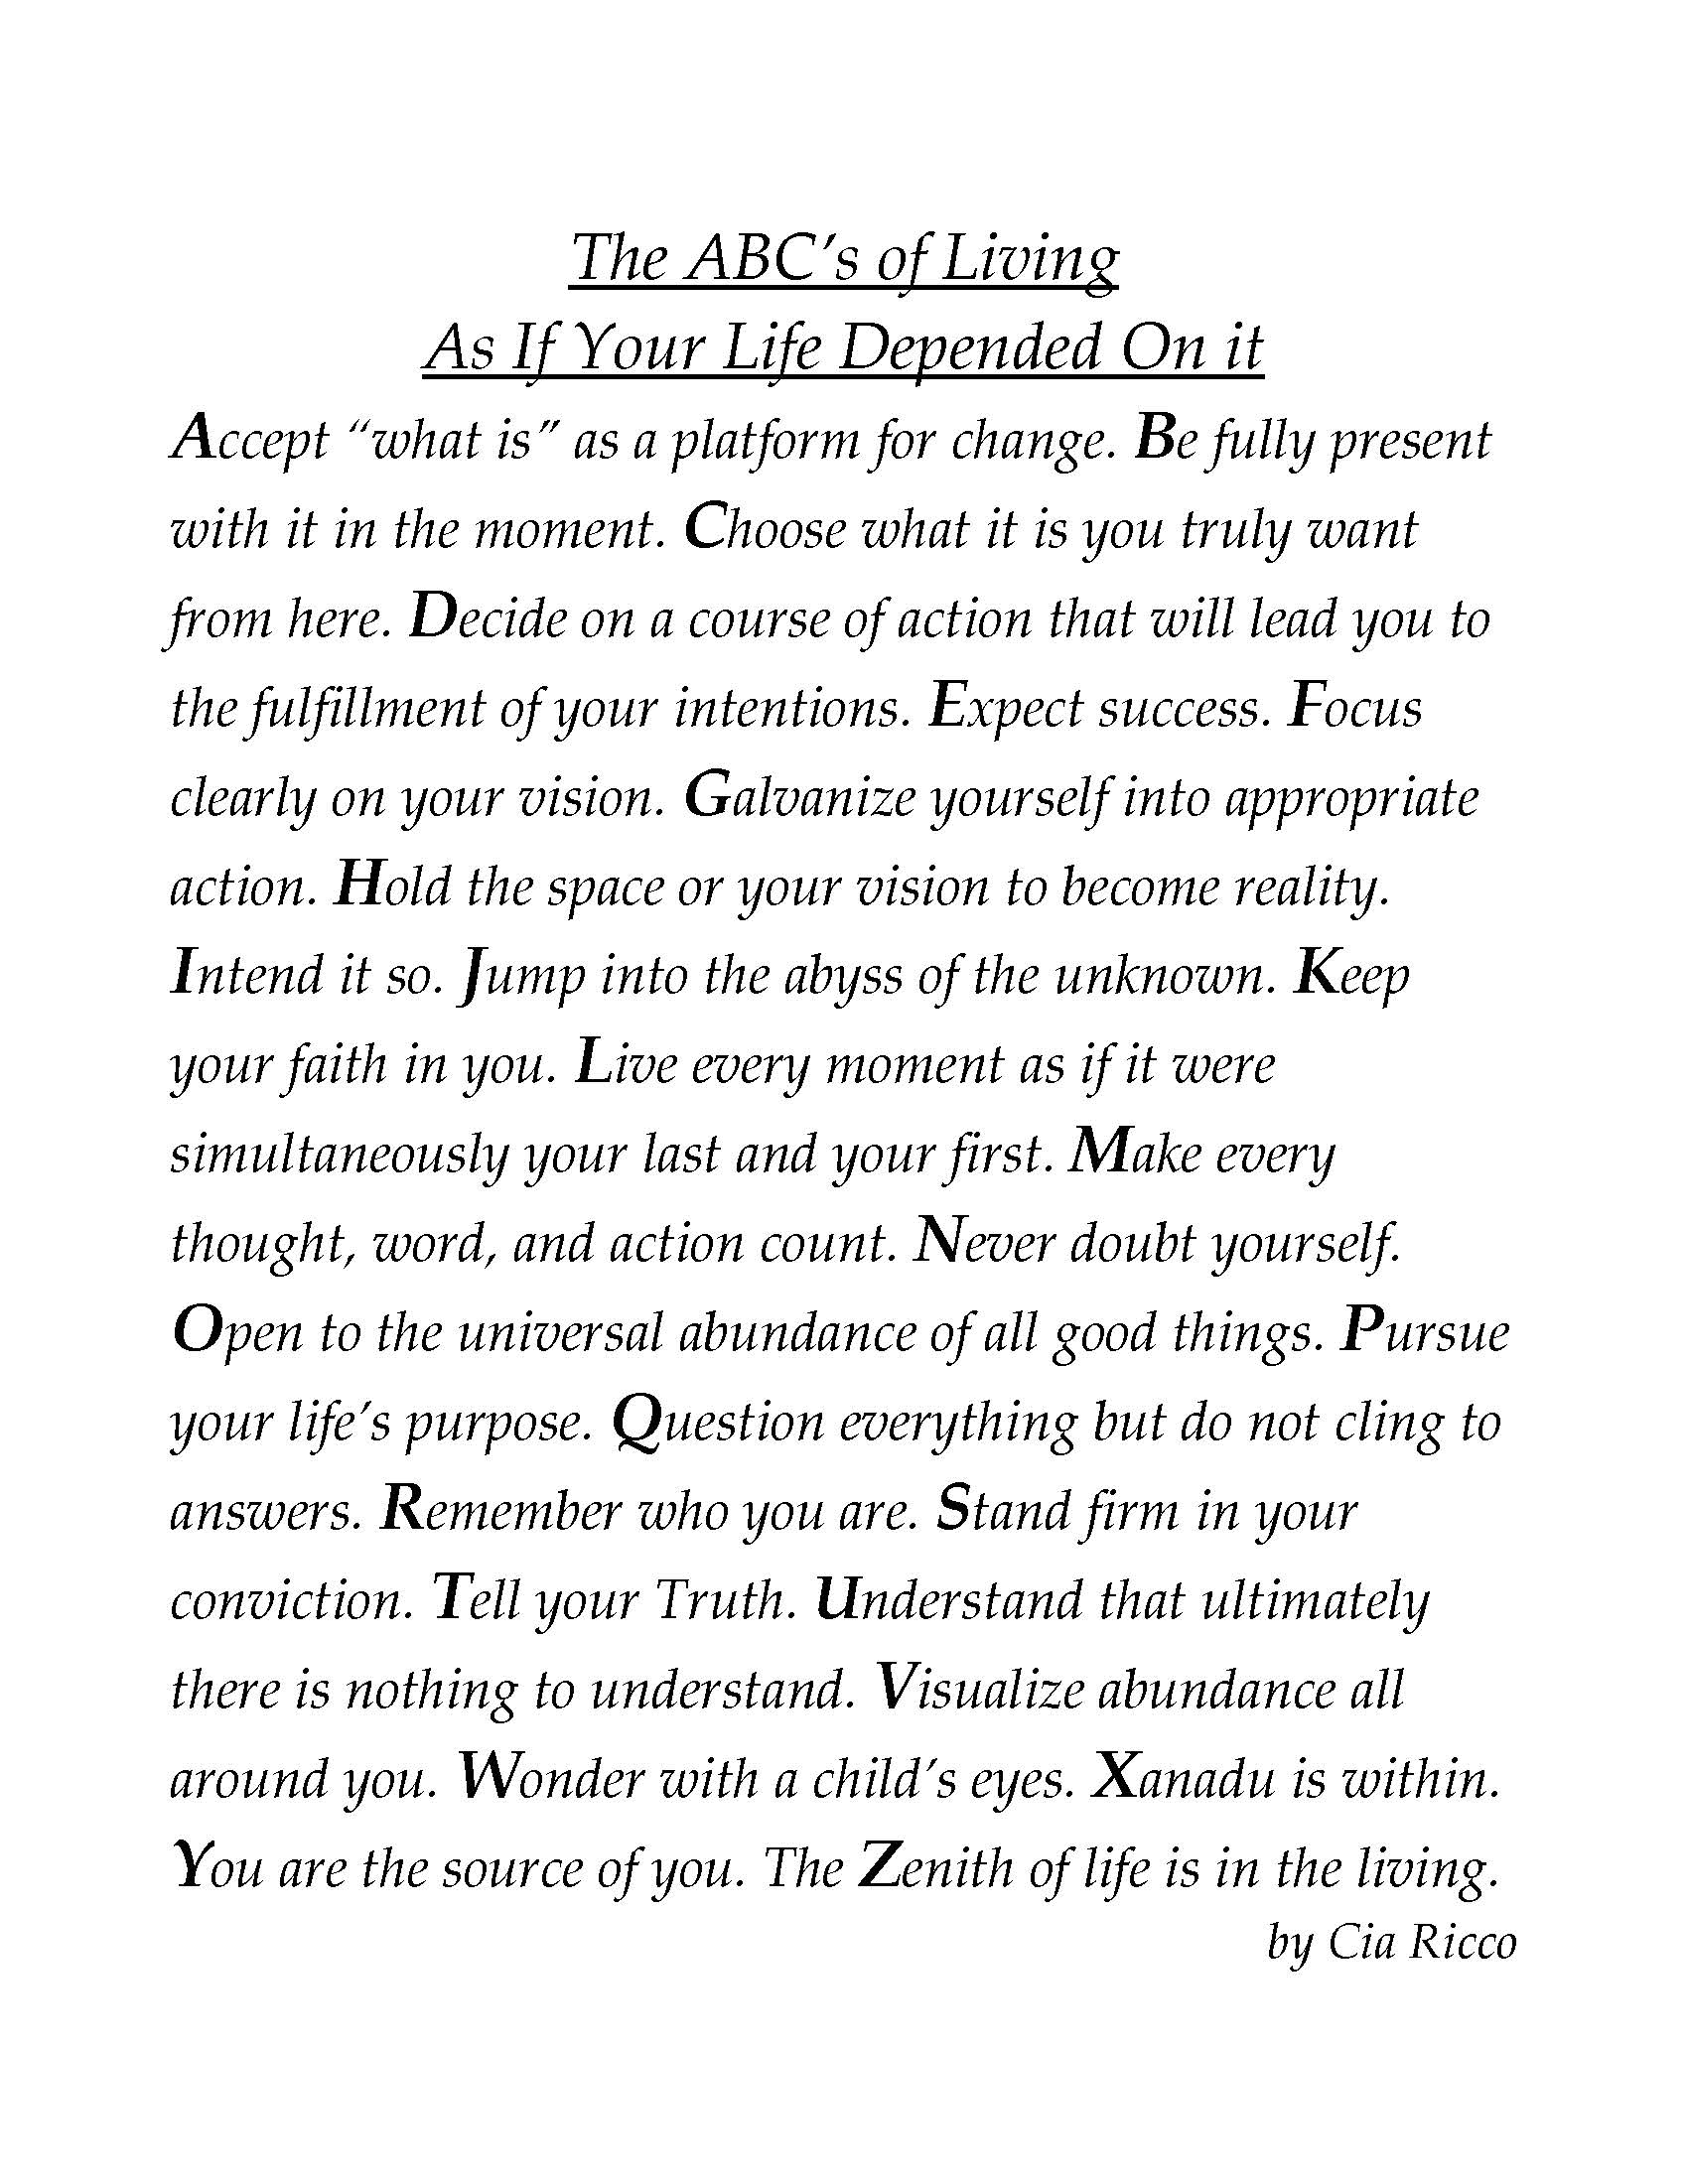 The ABC’s of Living
As If Your Life Depended On it
Accept “what is” as a platform for change. Be fully present
with it in the moment. Choose what it is you truly want
from here. Decide on a course of action that will lead you to
the fulfillment of your intentions. Expect success. Focus
clearly on your vision. Galvanize yourself into appropriate
action. Hold the space or your vision to become reality.
Intend it so. Jump into the abyss of the unknown. Keep
your faith in you. Live every moment as if it were
simultaneously your last and your first. Make every
thought, word, and action count. Never doubt yourself.
Open to the universal abundance of all good things. Pursue
your life’s purpose. Question everything but do not cling to
answers. Remember who you are. Stand firm in your
conviction. Tell your Truth. Understand that ultimately
there is nothing to understand. Visualize abundance all
around you. Wonder with a child’s eyes. Xanadu is within.
You are the source of you. The Zenith of life is in the living.
by Cia Ricco